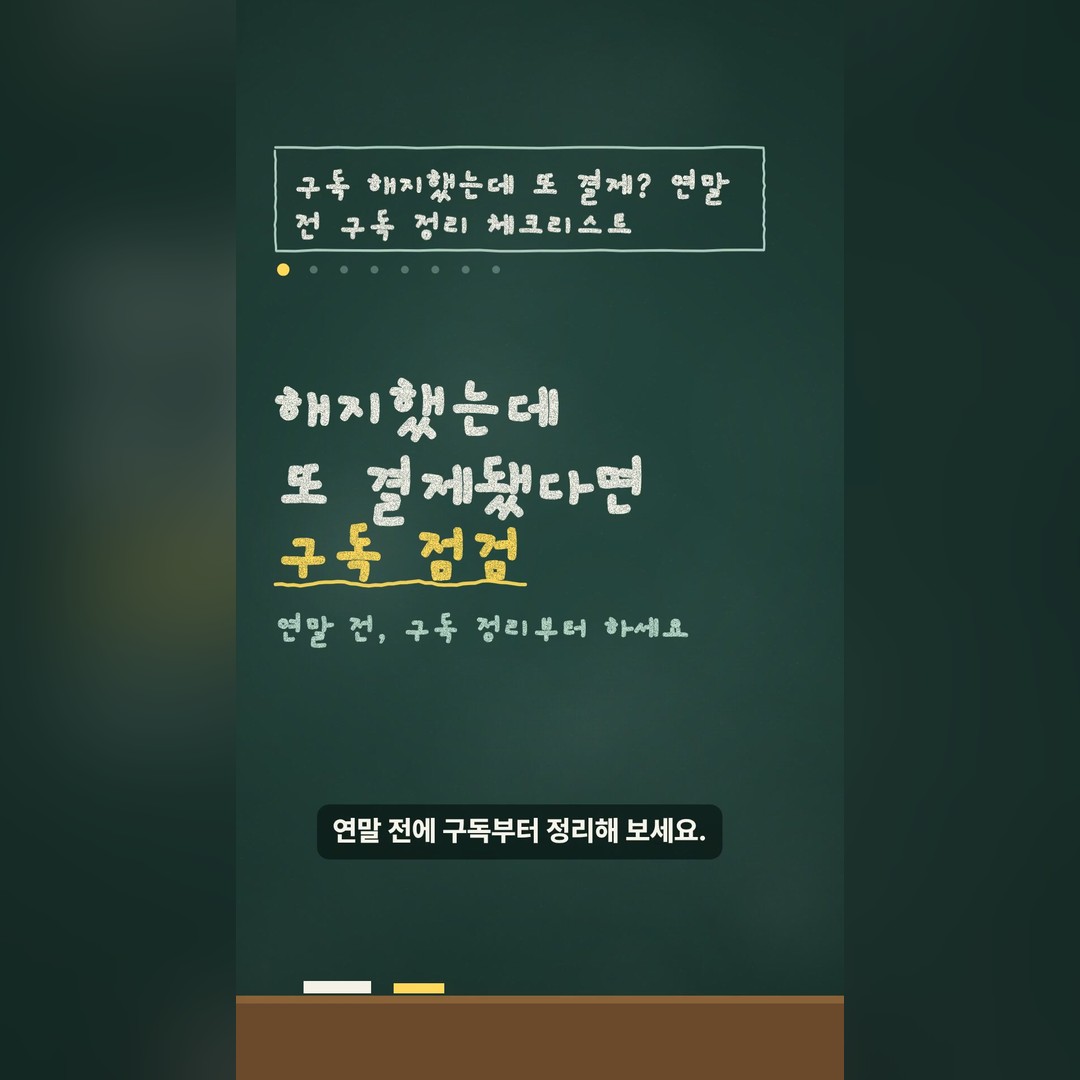 구독 해지했는데 또 결제? 연말
전 구독 정리 체크리스트
해지했는데
또 결제됐다면
구독 점검
연말 전, 구독 정리부터 하세요
연말 전에 구독부터 정리해 보세요.